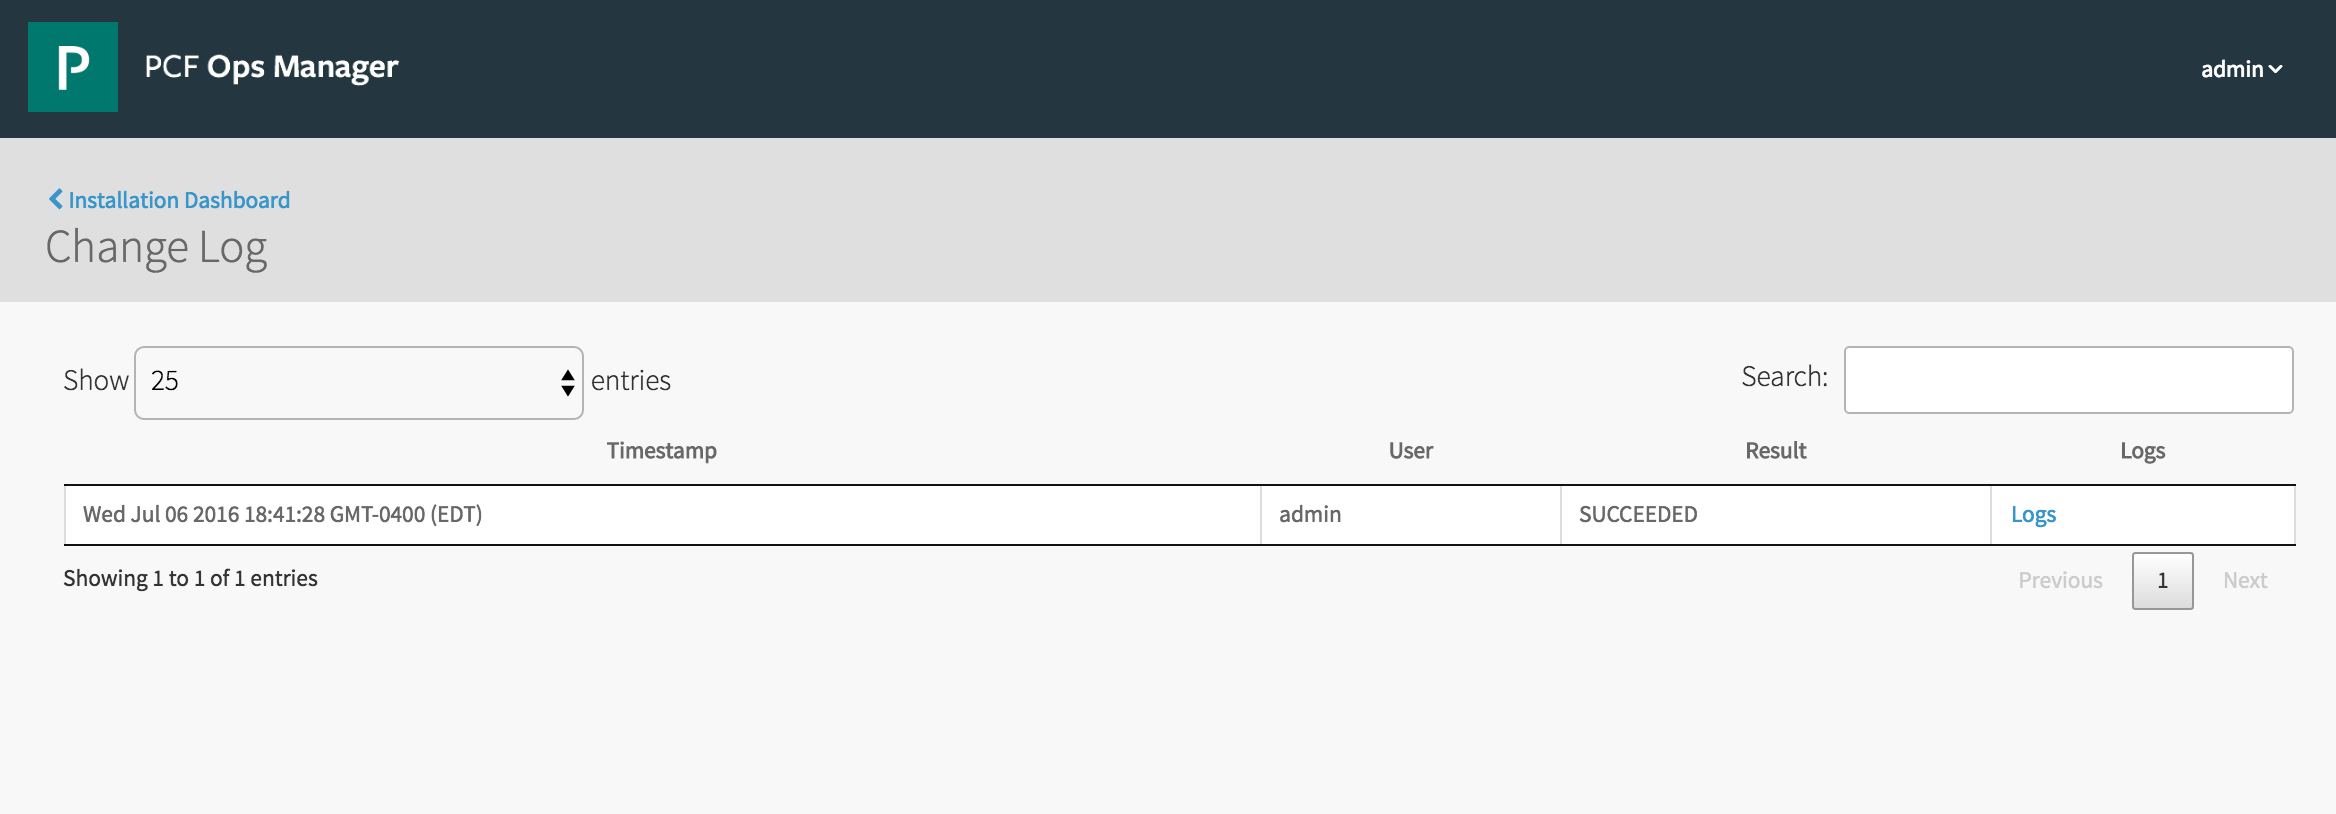 P
PCF Ops Manager
admin
Installation Dashboard
Change Log
Show 25 entries
Search:
Timestamp User Result Logs
Wed Jul 06 2016 18:41:28 GMT-0400 (EDT) admin SUCCEEDED Logs
Showing 1 to 1 of 1 entries
Previous 1 Next